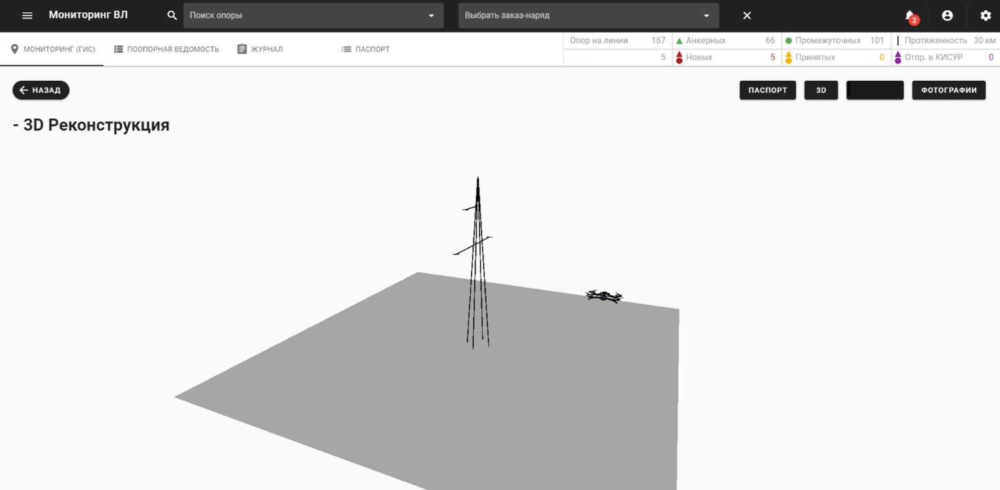 Мониторинг ВЛ
Поиск опоры
Выбрать заказ-наряд
2
МОНИТОРИНГ (ГИС)
ПООПОРНАЯ ВЕДОМОСТЬ
ЖУРНАЛ
ПАСПОРТ
Опор на линии 167
Анкерных 66
Промежуточных 101
Протяженность 30 км
5
Новых 5
Принятых 0
Отпр. в КИСУР 0
НАЗАД
ПАСПОРТ
3D
ФОТОГРАФИИ
- 3D Реконструкция